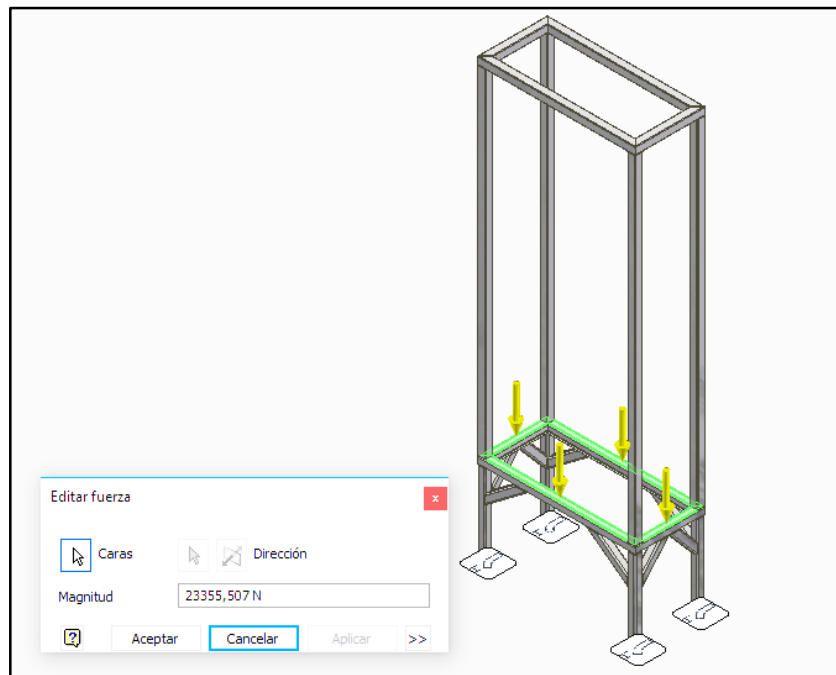 Editar fuerza
x
Caras
Dirección
Magnitud
23355,507 N
?
Aceptar
Cancelar
Aplicar
>>